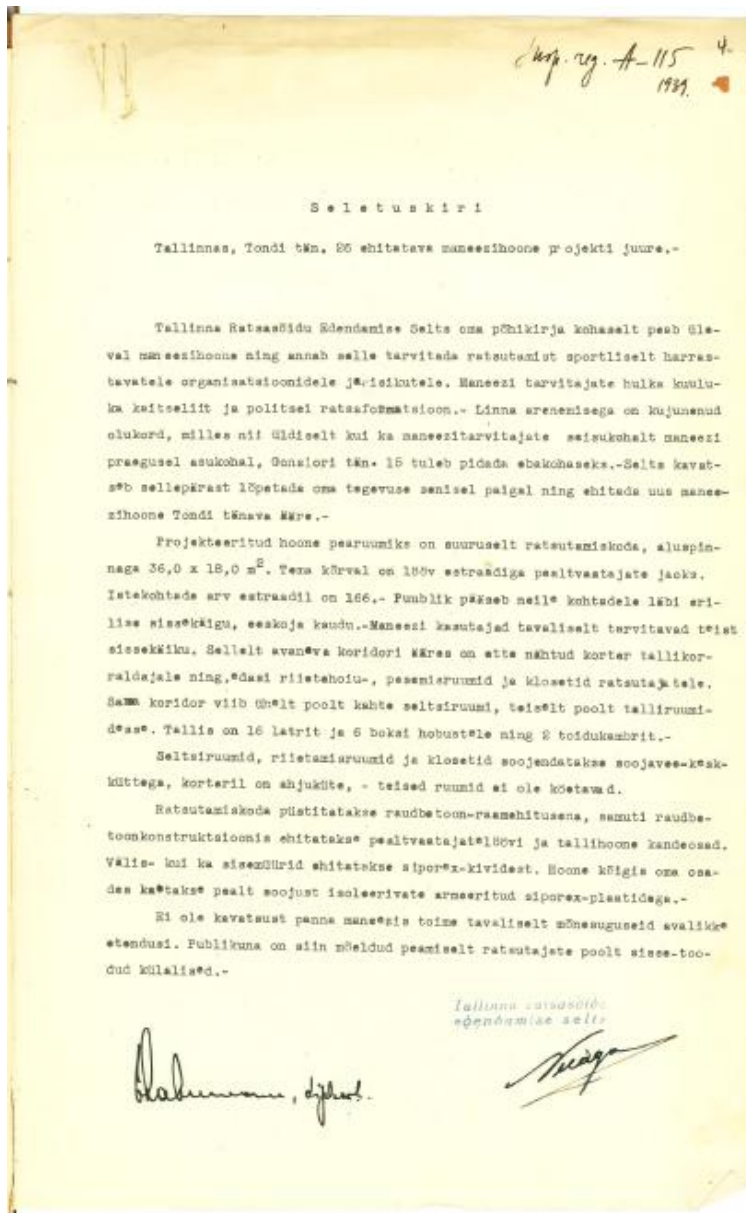 Insp. reg. A-115 4.
1939.
Seletuskiri
Tallinnas, Tondi tän. 26 ehitatava maneezihoone projekti juure.-
Tallinna Ratsasõidu Edendamise Selts oma põhikirja kohaselt peab üle-
val maneezihoone ning annab selle tarvitada ratsutamist sportliselt harras-
tavatele organisatsioonidele ja isikutele. Maneezi tarvitajate hulka kuulu-
ka kaitseliit ja politsei ratsaformatsioon.- Linna arenemisega on kujunenud
olukord, milles nii üldiselt kui ka maneezitarvitajate seisukohalt maneezi
praegusel asukohal, Gonsiori tän. 15 tuleb pidada ebakohaseks.-Selts kavat-
seb sellepärast lõpetada oma tegevuse senisel paigal ning ehitada uus manee-
zihoone Tondi tänava ääre.-
Projekteeritud hoone pearuumiks on suuruselt ratsutamiskoda, aluspin-
naga 36,0 x 18,0 m². Tema kõrval on lööv estraadiga pealtvaatajate jaoks.
Istekohtade arv estraadil on 166.- Puublik pääseb neile kohtadele läbi eri-
lise sissekäigu, eeskoja kaudu.-Maneezi kasutajad tavaliselt tarvitavad teist
sissekäiku. Sellelt avaneva koridori ääres on ette nähtud korter tallikor-
raldajale ning,edasi riietehoiu-, pesemisruumid ja klosetid ratsutajatele.
Sama koridor viib ühelt poolt kahte seltsiruumi, teiselt poolt talliruumi-
desse. Tallis on 16 latrit ja 6 boksi hobustele ning 2 toidukambrit.-
Seltsiruumid, riietamisruumid ja klosetid soojendatakse soojavee-kesk-
küttega, korteril on ahjuküte, - teised ruumid ei ole köetavad.
Ratsutamiskoda püstitatakse raudbetoon-raamehitusena, samuti raudbe-
toonkonstruktsioonis ehitatakse pealtvaatajatelöövi ja tallihoone kandeosad.
Välis- kui ka sisemüürid ehitatakse siporex-kividest. Hoone kõigis oma osa-
des kaetakse pealt soojust isoleerivate armeeritud siporex-plaatidega.-
Ei ole kavatsust panna maneezis toime tavaliselt mõnesuguseid avalikke
etendusi. Publikuna on siin mõeldud peamiselt ratsutajate poolt sisse-too-
dud külalised.-
Tallinna ratsasõidu
edendamise selts